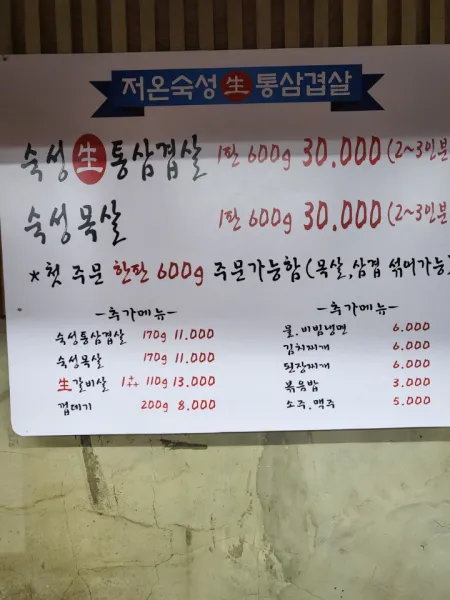 저온숙성 生 통삼겹살
숙성 生 통삼겹살 1판 600g 30.000 (2~3인분
숙성목살 1판 600g 30.000 (2~3인분
*첫 주문 한판 600g 주문가능함 (목살,삼겹 섞어가능)
-추가메뉴-
숙성통삼겹살 170g 11.000
숙성목살 170g 11.000
生갈비살 1++ 110g 13.000
껍데기 200g 8.000
-추가메뉴-
물.비빔냉면 6.000
김치찌개 6.000
된장찌개 6.000
볶음밥 3.000
소주.맥주 5.000